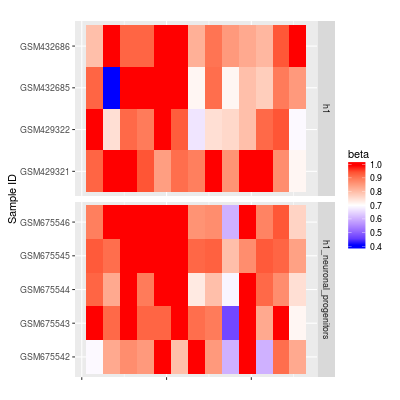 GSM432686
GSM432685
GSM429322
GSM429321
h1
GSM675546
GSM675545
GSM675544
GSM675543
GSM675542
h1_neuronal_progenitors
Sample ID
beta
1.0
0.9
0.8
0.7
0.6
0.5
0.4